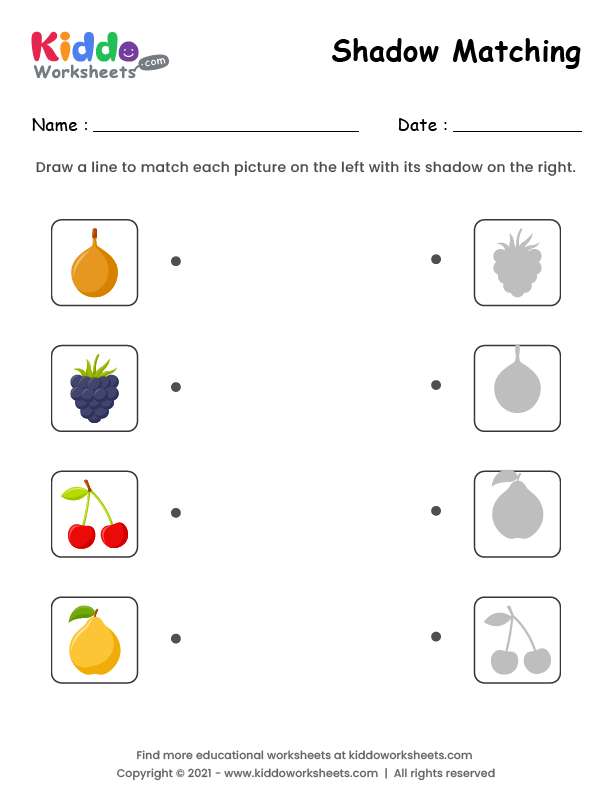 Kiddo
Worksheets.com
Shadow Matching
Name : Date :
Draw a line to match each picture on the left with its shadow on the right.
Find more educational worksheets at kiddoworksheets.com
Copyright © 2021 - www.kiddoworksheets.com | All rights reserved